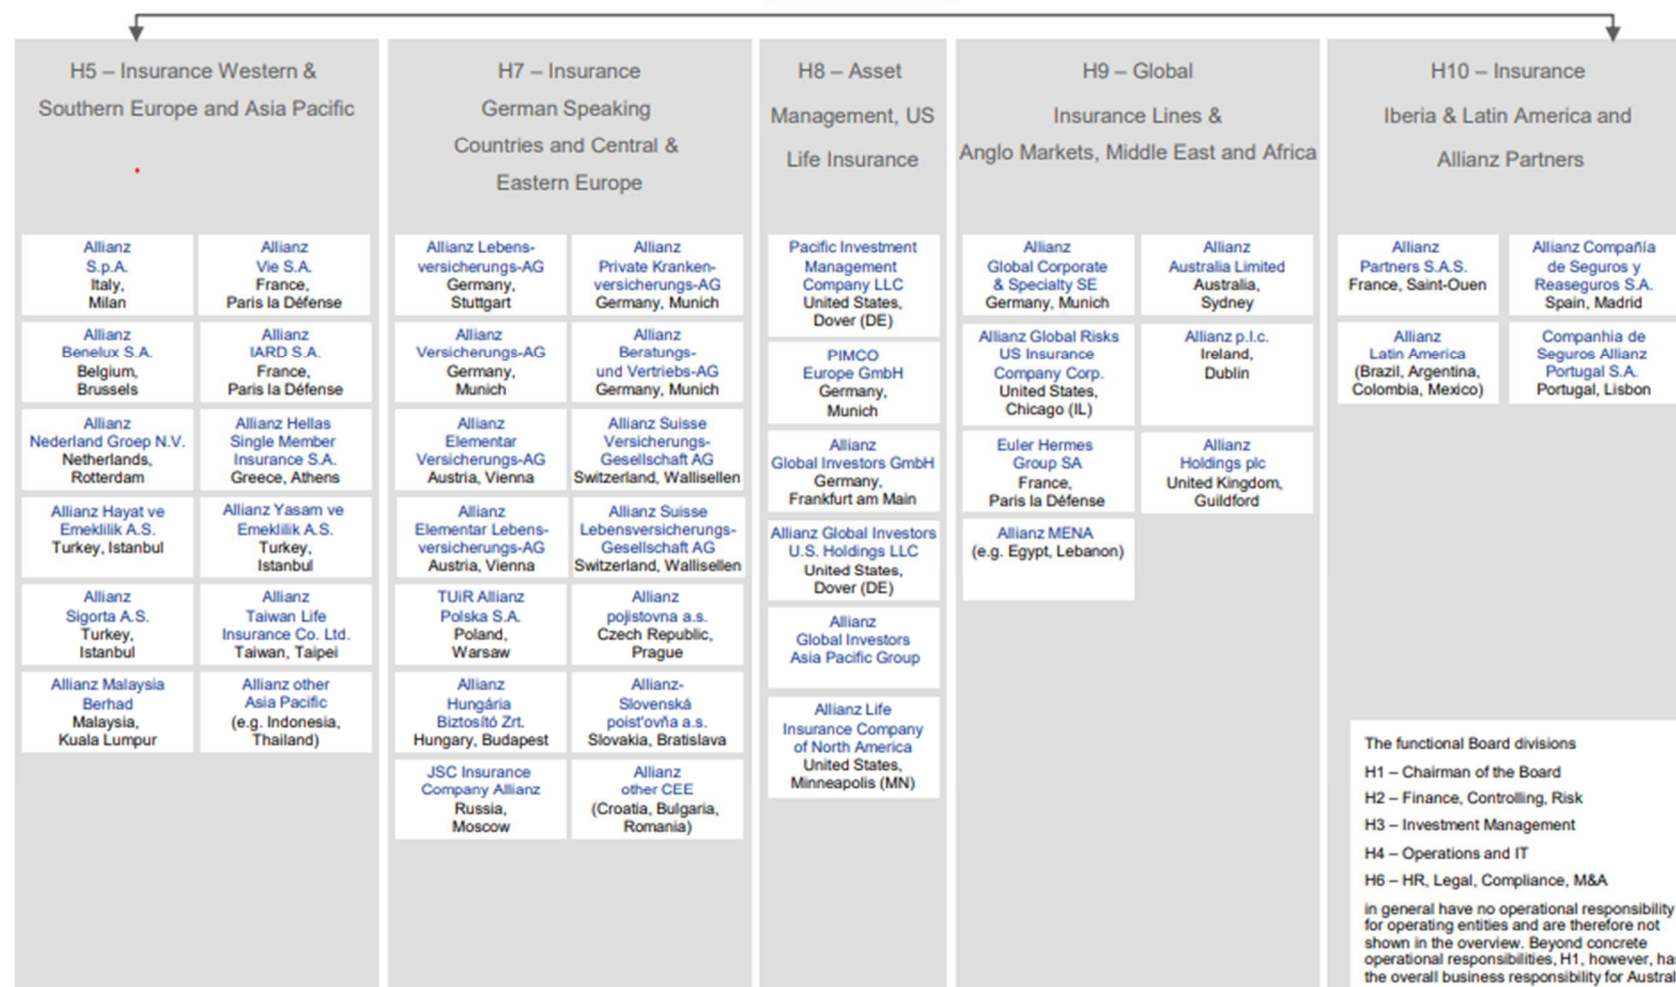 H5 – Insurance Western &
Southern Europe and Asia Pacific
Allianz
S.p.A.
Italy,
Milan
Allianz
Vie S.A.
France,
Paris la Défense
Allianz
Benelux S.A.
Belgium,
Brussels
Allianz
IARD S.A.
France,
Paris la Défense
Allianz
Nederland Groep N.V.
Netherlands,
Rotterdam
Allianz Hellas
Single Member
Insurance S.A.
Greece, Athens
Allianz Hayat ve
Emeklilik A.S.
Turkey, Istanbul
Allianz Yasam ve
Emeklilik A.S.
Turkey,
Istanbul
Allianz
Sigorta A.S.
Turkey,
Istanbul
Allianz
Taiwan Life
Insurance Co. Ltd.
Taiwan, Taipei
Allianz Malaysia
Berhad
Malaysia,
Kuala Lumpur
Allianz other
Asia Pacific
(e.g. Indonesia,
Thailand)
H7 – Insurance
German Speaking
Countries and Central &
Eastern Europe
Allianz Lebens-
versicherungs-AG
Germany,
Stuttgart
Allianz
Private Kranken-
versicherungs-AG
Germany, Munich
Allianz
Versicherungs-AG
Germany,
Munich
Allianz
Beratungs-
und Vertriebs-AG
Germany, Munich
Allianz
Elementar
Versicherungs-AG
Austria, Vienna
Allianz Suisse
Versicherungs-
Gesellschaft AG
Switzerland, Wallisellen
Allianz
Elementar Lebens-
versicherungs-AG
Austria, Vienna
Allianz Suisse
Lebensversicherungs-
Gesellschaft AG
Switzerland, Wallisellen
TUiR Allianz
Polska S.A.
Poland,
Warsaw
Allianz
pojistovna a.s.
Czech Republic,
Prague
Allianz
Hungária
Biztosító Zrt.
Hungary, Budapest
Allianz-
Slovenská
poist'ovňa a.s.
Slovakia, Bratislava
JSC Insurance
Company Allianz
Russia,
Moscow
Allianz
other CEE
(Croatia, Bulgaria,
Romania)
H8 – Asset
Management, US
Life Insurance
Pacific Investment
Management
Company LLC
United States,
Dover (DE)
PIMCO
Europe GmbH
Germany,
Munich
Allianz
Global Investors GmbH
Germany,
Frankfurt am Main
Allianz Global Investors
U.S. Holdings LLC
United States,
Dover (DE)
Allianz
Global Investors
Asia Pacific Group
Allianz Life
Insurance Company
of North America
United States,
Minneapolis (MN)
H9 – Global
Insurance Lines &
Anglo Markets, Middle East and Africa
Allianz
Global Corporate
& Specialty SE
Germany, Munich
Allianz
Australia Limited
Australia,
Sydney
Allianz Global Risks
US Insurance
Company Corp.
United States,
Chicago (IL)
Allianz p.l.c.
Ireland,
Dublin
Euler Hermes
Group SA
France,
Paris la Défense
Allianz
Holdings plc
United Kingdom,
Guildford
Allianz MENA
(e.g. Egypt, Lebanon)
H10 – Insurance
Iberia & Latin America and
Allianz Partners
Allianz
Partners S.A.S.
France, Saint-Ouen
Allianz Compañía
de Seguros y
Reaseguros S.A.
Spain, Madrid
Allianz
Latin America
(Brazil, Argentina,
Colombia, Mexico)
Companhia de
Seguros Allianz
Portugal S.A.
Portugal, Lisbon
The functional Board divisions
H1 – Chairman of the Board
H2 – Finance, Controlling, Risk
H3 – Investment Management
H4 – Operations and IT
H6 – HR, Legal, Compliance, M&A
in general have no operational responsibility
for operating entities and are therefore not
shown in the overview. Beyond concrete
operational responsibilities, H1, however,
the overall business responsibility for